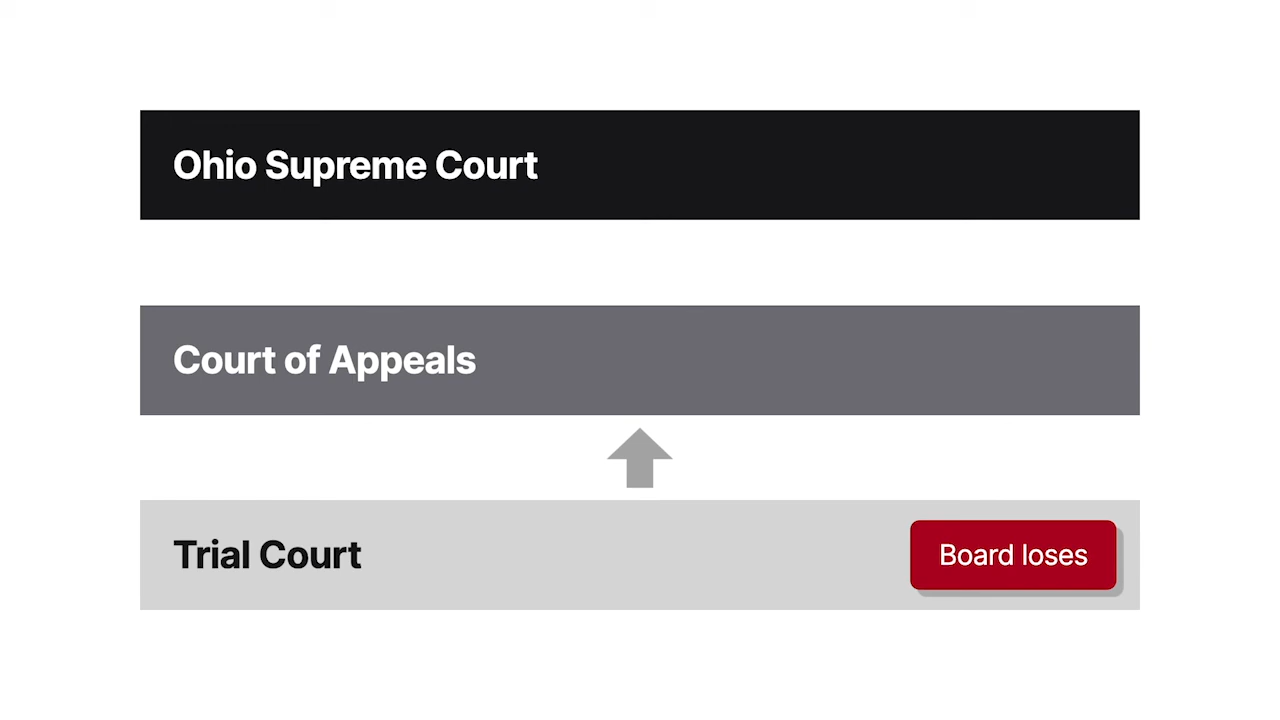 Ohio Supreme Court
Court of Appeals
Trial Court
Board loses